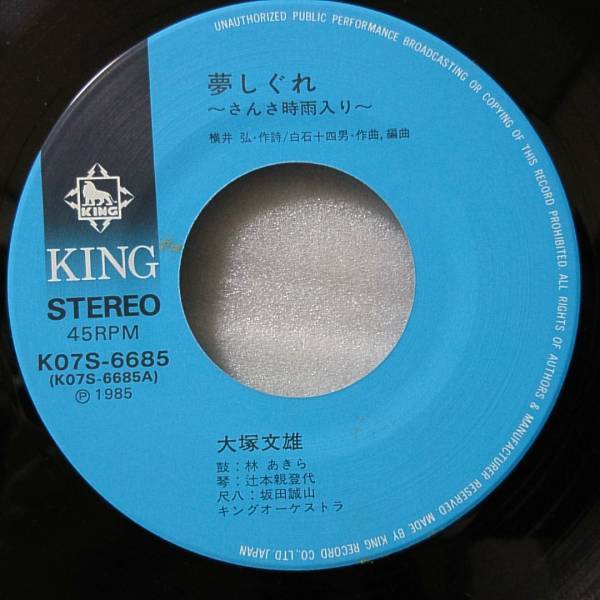 UNAUTHORIZED PUBLIC PERFORMANCE BROADCASTING OR COPYING OF THIS RECORD PROHIBITED ALL RIGHTS OF AUTHORS & MANUFACTURER RESERVED MADE BY KING RECORD CO.,LTD.JAPAN
夢しぐれ
〜さんさ時雨入り〜
横井 弘・作詩/白石十四男・作曲,編曲
KING
KING
STEREO
45RPM
K07S-6685
(K07S-6685A)
Ⓟ 1985
大塚文雄
鼓：林 あきら
琴：辻本親登代
尺八：坂田誠山
キングオーケストラ